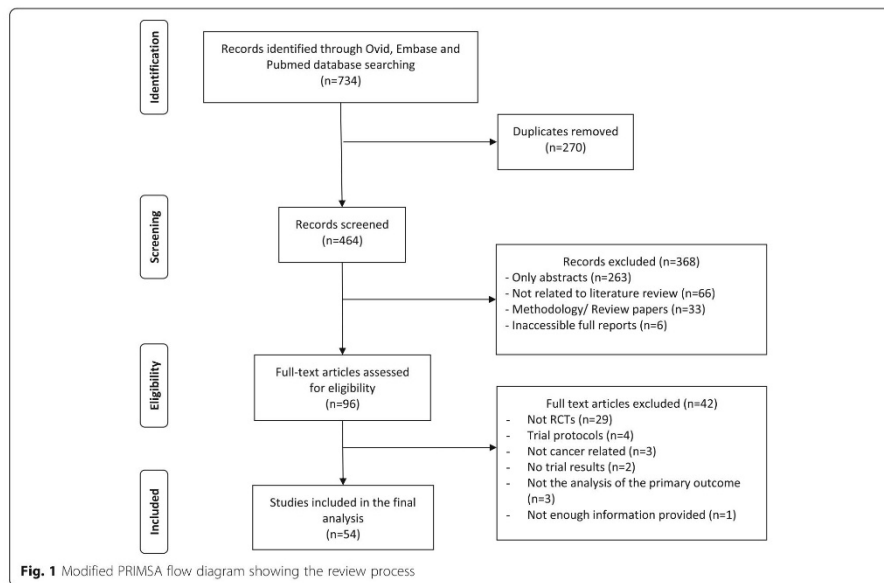 Identification
Records identified through Ovid, Embase and
Pubmed database searching
(n=734)
Duplicates removed
(n=270)
Screening
Records screened
(n=464)
Records excluded (n=368)
- Only abstracts (n=263)
- Not related to literature review (n=66)
- Methodology/ Review papers (n=33)
- Inaccessible full reports (n=6)
Eligibility
Full-text articles assessed
for eligibility
(n=96)
Full text articles excluded (n=42)
- Not RCTs (n=29)
- Trial protocols (n=4)
- Not cancer related (n=3)
- No trial results (n=2)
- Not the analysis of the primary outcome
(n=3)
- Not enough information provided (n=1)
Included
Studies included in the final
analysis
(n=54)
Fig. 1 Modified PRIMSA flow diagram showing the review process